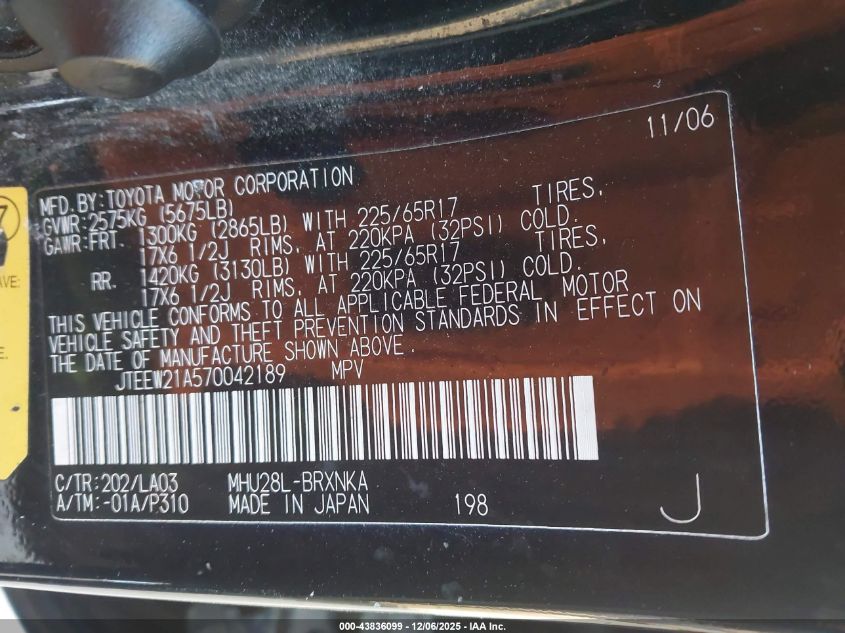 11/06
MFD. BY: TOYOTA MOTOR CORPORATION
GVWR: 2575KG (5675LB)
GAWR: FRT. 1300KG (2865LB) WITH 225/65R17 TIRES,
17X6 1/2J RIMS, AT 220KPA (32PSI) COLD.
RR. 1420KG (3130LB) WITH 225/65R17 TIRES,
17X6 1/2J RIMS, AT 220KPA (32PSI) COLD.
THIS VEHICLE CONFORMS TO ALL APPLICABLE FEDERAL MOTOR
VEHICLE SAFETY AND THEFT PREVENTION STANDARDS IN EFFECT ON
THE DATE OF MANUFACTURE SHOWN ABOVE.
JTEEW21A570042189 MPV
C/TR: 202/LA03 MHU28L-BRXNKA
A/TM: -01A/P310 MADE IN JAPAN 198 J
7
AVE:
IE.
000-43836099 - 12/06/2025 - IAA Inc.